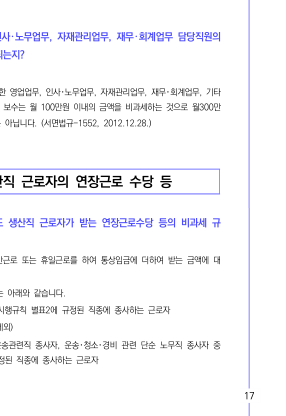 인사·노무업무, 자재관리업무, 재무·회계업무 담당직원의
되는지?
한 영업업무, 인사·노무업무, 자재관리업무, 재무·회계업무, 기타
보수는 월 100만원 이내의 금액을 비과세하는 것으로 월300만
아닙니다. (서면법규-1552, 2012.12.28.)
산직 근로자의 연장근로 수당 등
도 생산직 근로자가 받는 연장근로수당 등의 비과세 규
간근로 또는 휴일근로를 하여 통상임금에 더하여 받는 금액에 대
는 아래와 같습니다.
시행규칙 별표2에 규정된 직종에 종사하는 근로자
제외)
운송관련직 종사자, 운송·청소·경비 관련 단순 노무직 종사자 중
정된 직종에 종사하는 근로자
17